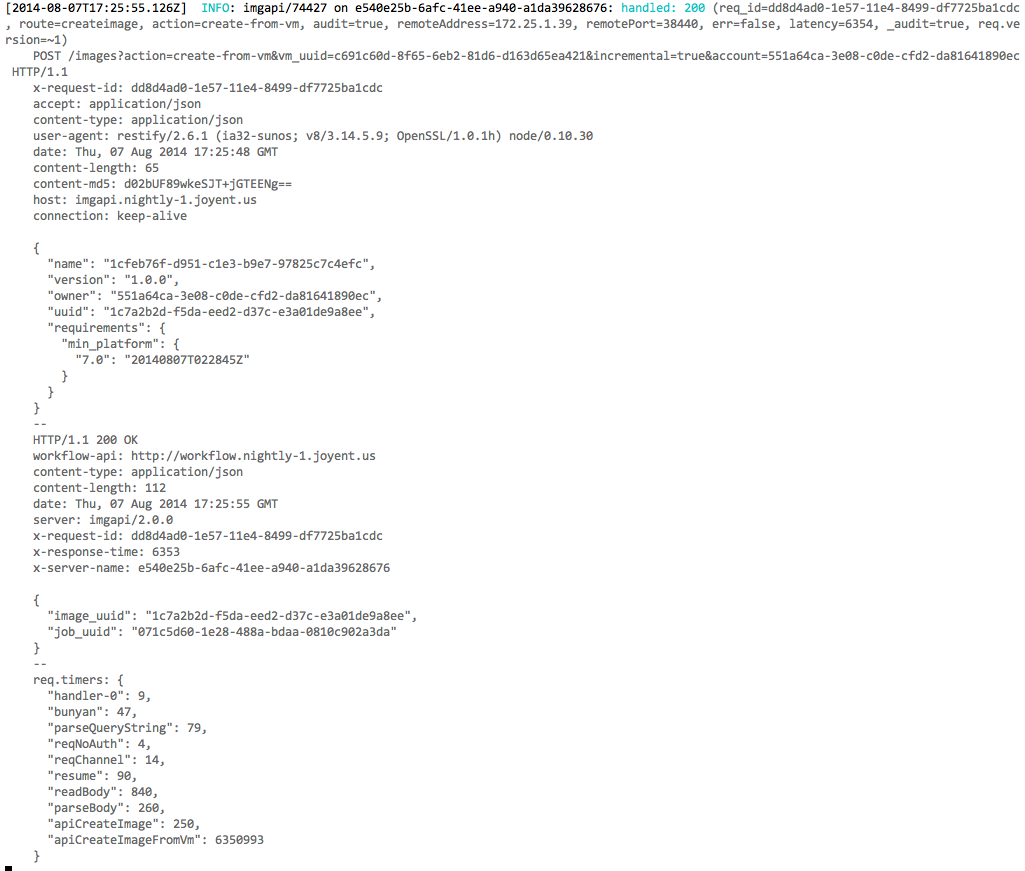 [2014-08-07T17:25:55.126Z]  INFO: imgapi/74427 on e540e25b-6afc-41ee-a940-a1da39628676: handled: 200 (req_id=dd8d4ad0-1e57-11e4-8499-df7725ba1cdc
, route=createimage, action=create-from-vm, audit=true, remoteAddress=172.25.1.39, remotePort=38440, err=false, latency=6354, _audit=true, req.ve
rsion=~1)
    POST /images?action=create-from-vm&vm_uuid=c691c60d-8f65-6eb2-81d6-d163d65ea421&incremental=true&account=551a64ca-3e08-c0de-cfd2-da81641890ec
 HTTP/1.1
    x-request-id: dd8d4ad0-1e57-11e4-8499-df7725ba1cdc
    accept: application/json
    content-type: application/json
    user-agent: restify/2.6.1 (ia32-sunos; v8/3.14.5.9; OpenSSL/1.0.1h) node/0.10.30
    date: Thu, 07 Aug 2014 17:25:48 GMT
    content-length: 65
    content-md5: d02bUF89wkeSJT+jGTEENg==
    host: imgapi.nightly-1.joyent.us
    connection: keep-alive

    {
      "name": "1cfeb76f-d951-c1e3-b9e7-97825c7c4efc",
      "version": "1.0.0",
      "owner": "551a64ca-3e08-c0de-cfd2-da81641890ec",
      "uuid": "1c7a2b2d-f5da-eed2-d37c-e3a01de9a8ee",
      "requirements": {
        "min_platform": {
          "7.0": "20140807T022845Z"
        }
      }
    }
    --
    HTTP/1.1 200 OK
    workflow-api: http://workflow.nightly-1.joyent.us
    content-type: application/json
    content-length: 112
    date: Thu, 07 Aug 2014 17:25:55 GMT
    server: imgapi/2.0.0
    x-request-id: dd8d4ad0-1e57-11e4-8499-df7725ba1cdc
    x-response-time: 6353
    x-server-name: e540e25b-6afc-41ee-a940-a1da39628676

    {
      "image_uuid": "1c7a2b2d-f5da-eed2-d37c-e3a01de9a8ee",
      "job_uuid": "071c5d60-1e28-488a-bdaa-0810c902a3da"
    }
    --
    req.timers: {
      "handler-0": 9,
      "bunyan": 47,
      "parseQueryString": 79,
      "reqNoAuth": 4,
      "reqChannel": 14,
      "resume": 90,
      "readBody": 840,
      "parseBody": 260,
      "apiCreateImage": 250,
      "apiCreateImageFromVm": 6350993
    }